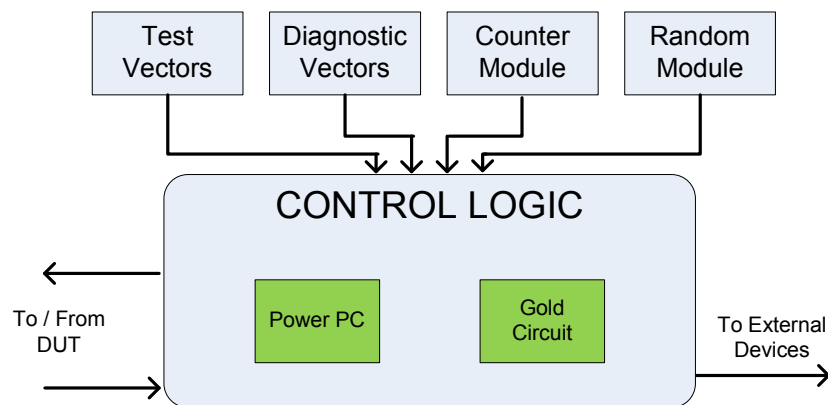 Test
Vectors
Diagnostic
Vectors
Counter
Module
Random
Module
CONTROL LOGIC
Power PC
Gold
Circuit
To / From
DUT
To External
Devices